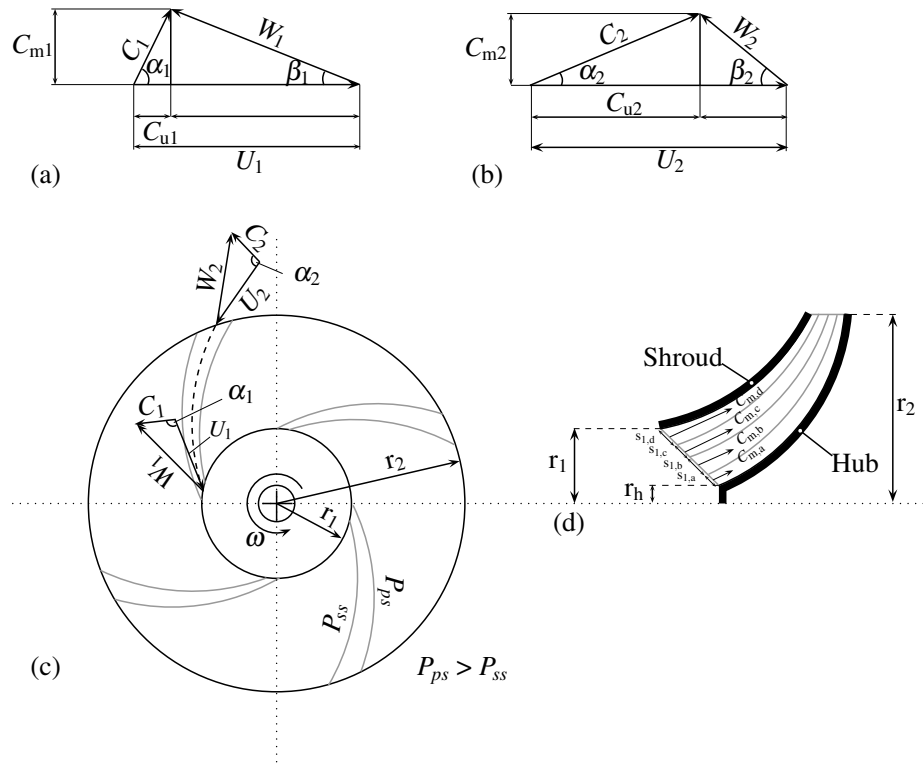 C_m1
C_1
W_1
α_1
β_1
C_u1
U_1
(a)
C_m2
C_2
W_2
α_2
β_2
C_u2
U_2
(b)
C_2
W_2
α_2
U_2
C_1
α_1
U_1
W_1
r_2
r_1
ω
P_ss
P_ps
(c)
P_ps > P_ss
Shroud
C_m,d
C_m,c
C_m,b
C_m,a
s_1,d
s_1,c
s_1,b
s_1,a
r_1
r_h
r_2
Hub
(d)